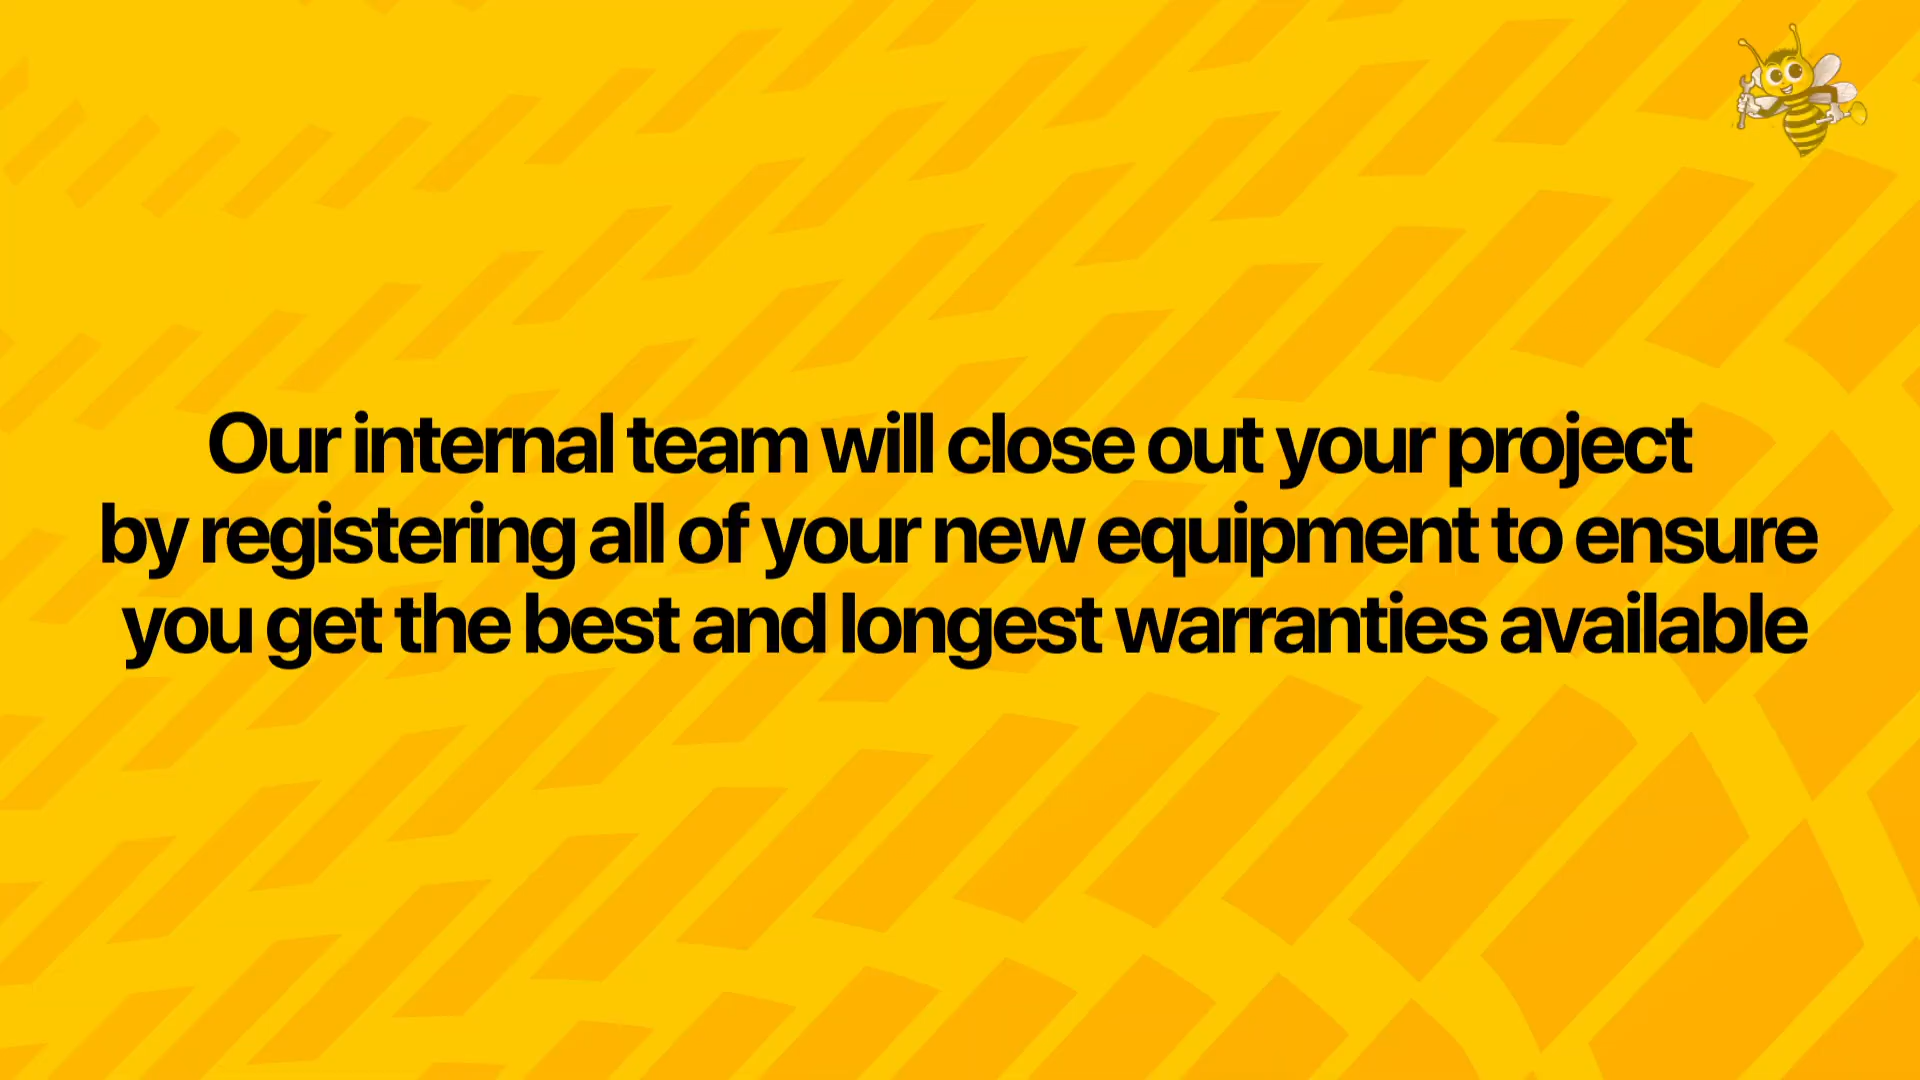 Our internal team will close out your project
by registering all of your new equipment to ensure
you get the best and longest warranties available